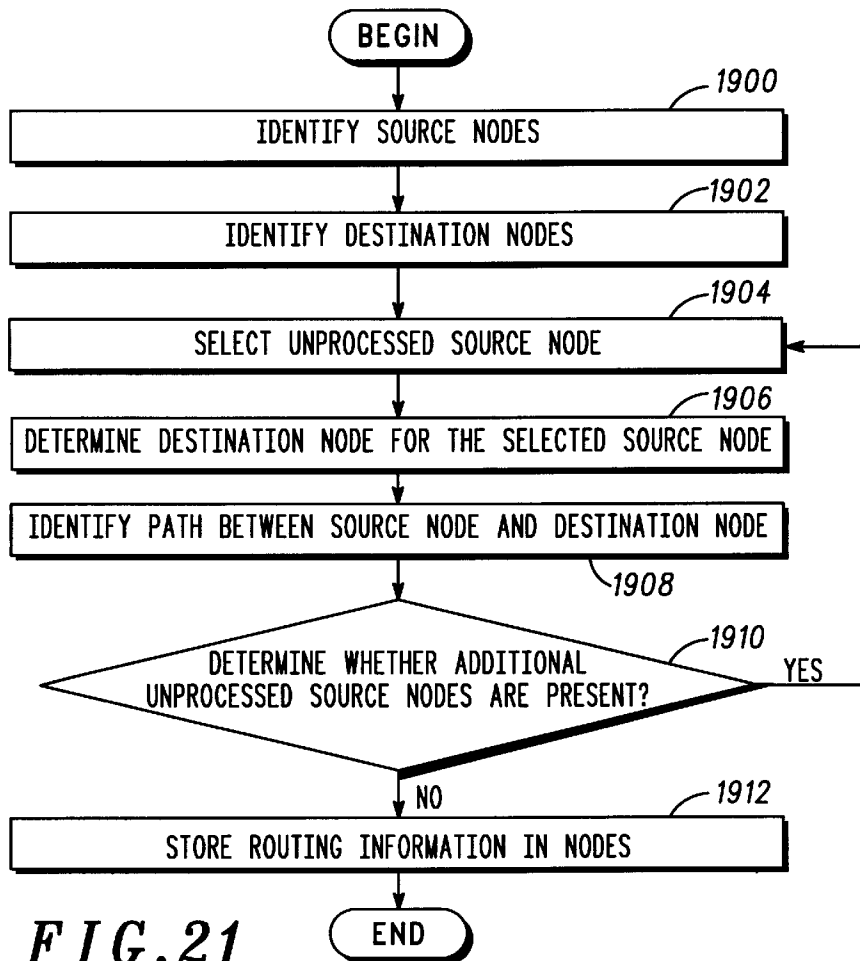 BEGIN
1900
IDENTIFY SOURCE NODES
1902
IDENTIFY DESTINATION NODES
1904
SELECT UNPROCESSED SOURCE NODE
1906
DETERMINE DESTINATION NODE FOR THE SELECTED SOURCE NODE
IDENTIFY PATH BETWEEN SOURCE NODE AND DESTINATION NODE
1908
1910
DETERMINE WHETHER ADDITIONAL
UNPROCESSED SOURCE NODES ARE PRESENT?
YES
NO
1912
STORE ROUTING INFORMATION IN NODES
END
FIG.21